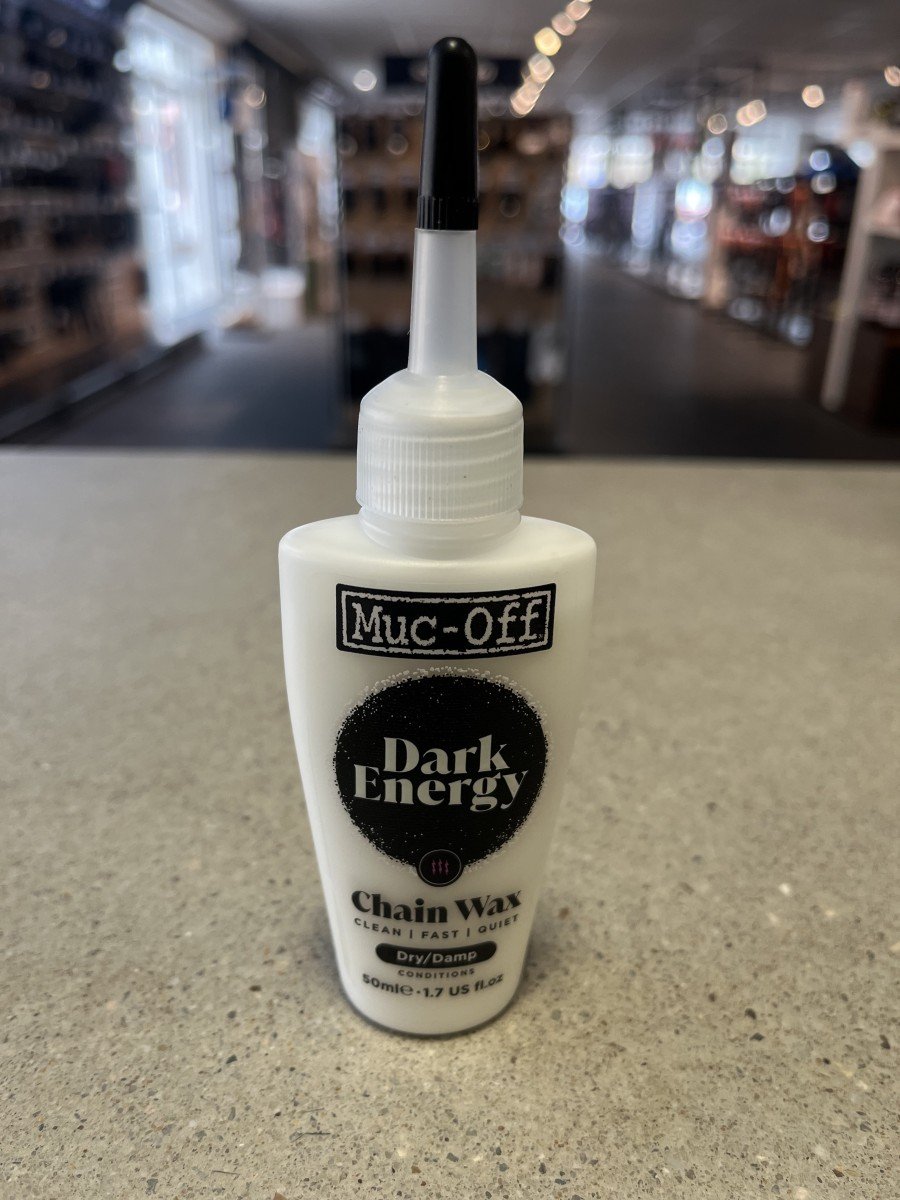 Muc-Off
Dark
Energy
Chain Wax
CLEAN | FAST | QUIET
Dry/Damp
CONDITIONS
50ml℮ · 1.7 US fl.oz